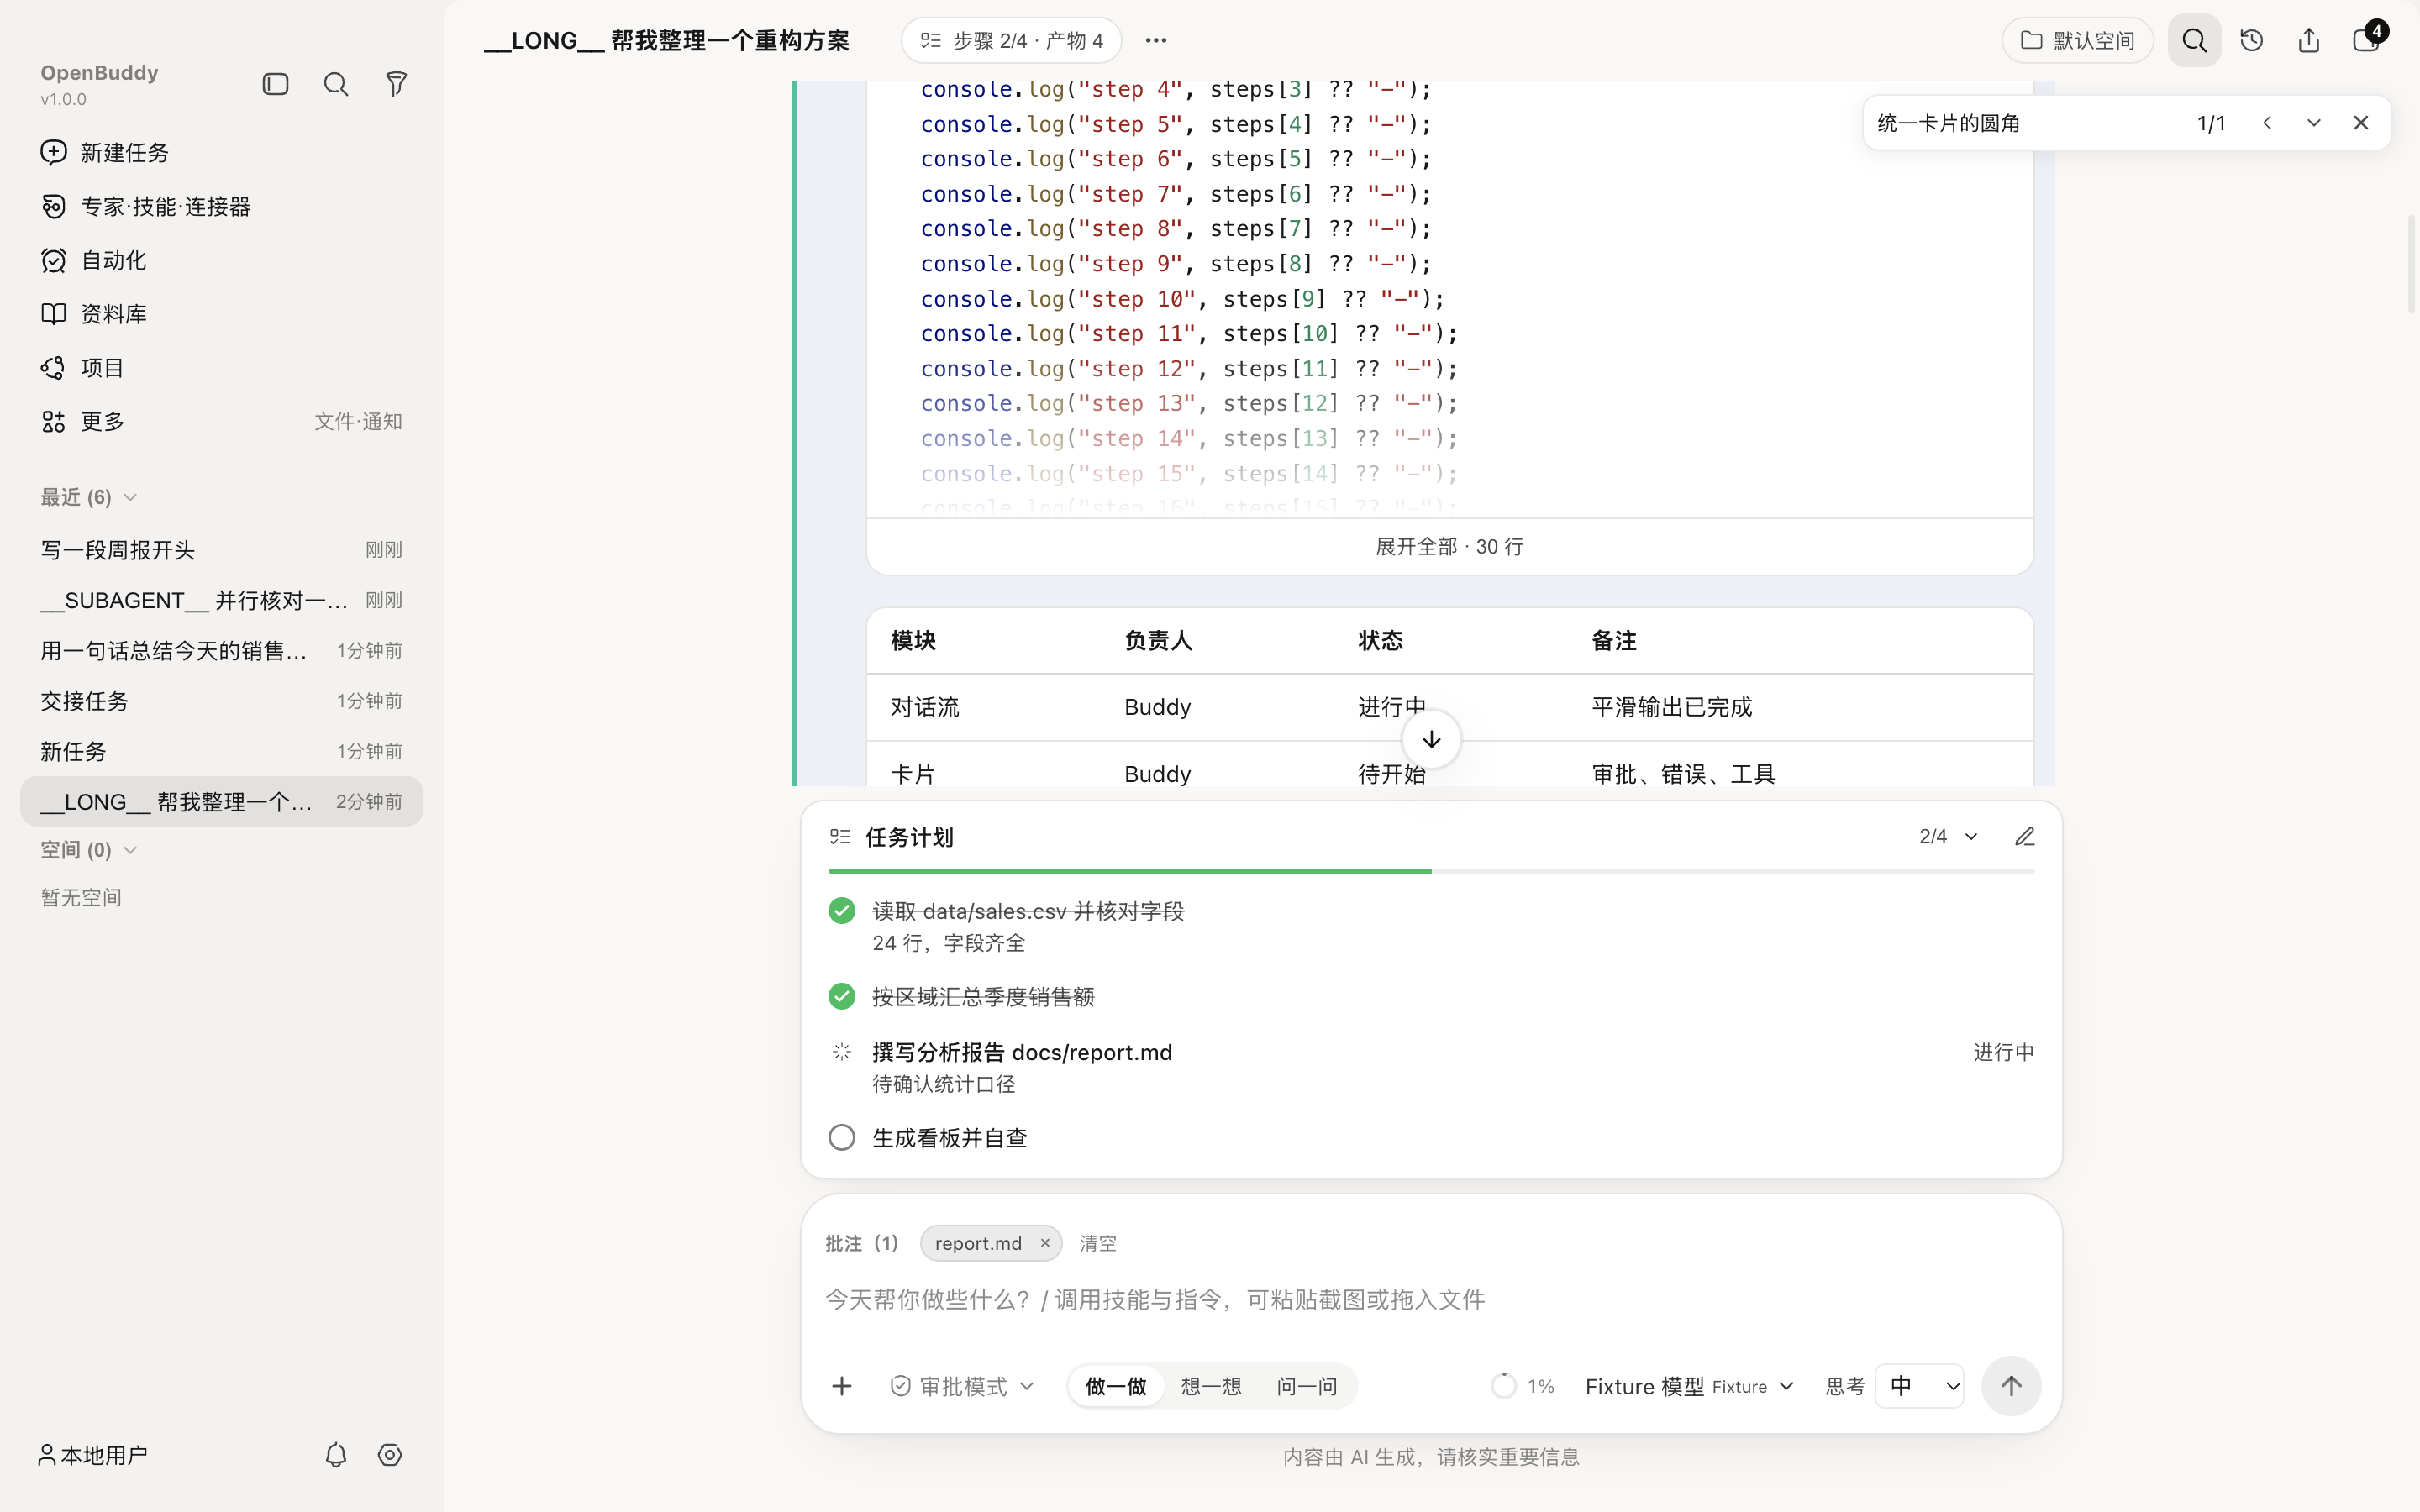 OpenBuddy
v1.0.0
新建任务
专家·技能·连接器
自动化
资料库
项目
更多 文件·通知
最近 (6)
写一段周报开头 刚刚
__SUBAGENT__ 并行核对一… 刚刚
用一句话总结今天的销售… 1分钟前
交接任务 1分钟前
新任务 1分钟前
__LONG__ 帮我整理一个… 2分钟前
空间 (0)
暂无空间
本地用户
__LONG__ 帮我整理一个重构方案
步骤 2/4 · 产物 4
默认空间
4
统一卡片的圆角 1/1
console.log("step 4", steps[3] ?? "—");
console.log("step 5", steps[4] ?? "—");
console.log("step 6", steps[5] ?? "—");
console.log("step 7", steps[6] ?? "—");
console.log("step 8", steps[7] ?? "—");
console.log("step 9", steps[8] ?? "—");
console.log("step 10", steps[9] ?? "—");
console.log("step 11", steps[10] ?? "—");
console.log("step 12", steps[11] ?? "—");
console.log("step 13", steps[12] ?? "—");
console.log("step 14", steps[13] ?? "—");
console.log("step 15", steps[14] ?? "—");
console.log("step 16", steps[15] ?? "—");
展开全部 · 30 行
模块 负责人 状态 备注
对话流 Buddy 进行中 平滑输出已完成
卡片 Buddy 待开始 审批、错误、工具
任务计划 2/4
读取 data/sales.csv 并核对字段
24 行，字段齐全
按区域汇总季度销售额
撰写分析报告 docs/report.md 进行中
待确认统计口径
生成看板并自查
批注 (1) report.md × 清空
今天帮你做些什么？/ 调用技能与指令，可粘贴截图或拖入文件
审批模式 做一做 想一想 问一问 1% Fixture 模型 Fixture 思考 中
内容由 AI 生成，请核实重要信息